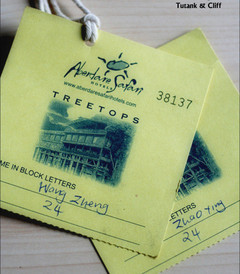 Tutank & Cliff
Aberdare Safari
HOTELS
www.aberdaresafarihotels.com
38137
TREETOPS
ME IN BLOCK LETTERS
Wang Zheng
24
LETTERS
Zhao Ying
24